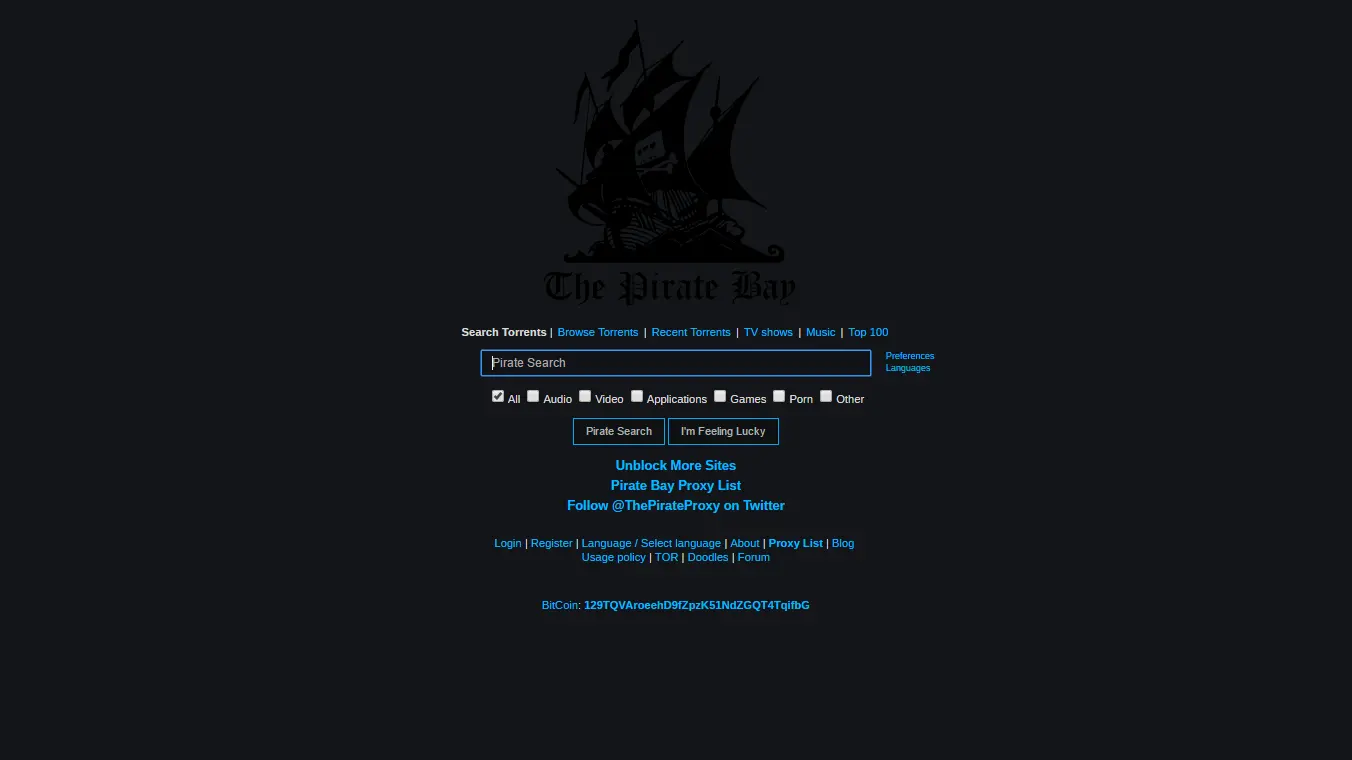 The Pirate Bay
Search Torrents | Browse Torrents | Recent Torrents | TV shows | Music | Top 100
Pirate Search
Preferences
Languages
All Audio Video Applications Games Porn Other
Pirate Search I'm Feeling Lucky
Unblock More Sites
Pirate Bay Proxy List
Follow @ThePirateProxy on Twitter
Login | Register | Language / Select language | About | Proxy List | Blog
Usage policy | TOR | Doodles | Forum
BitCoin: 129TQVAroeehD9fZpzK51NdZGQT4TqifbG